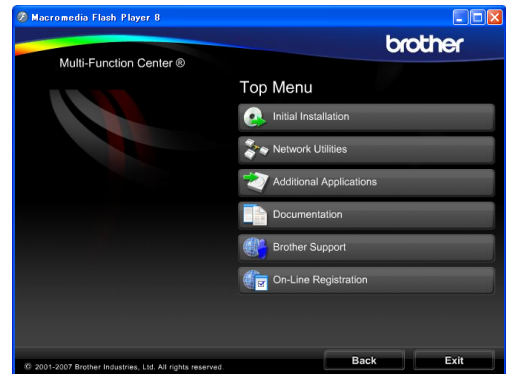 Macromedia Flash Player 8
brother
Multi-Function Center ®
Top Menu
Initial Installation
Network Utilities
Additional Applications
Documentation
Brother Support
On-Line Registration
© 2001-2007 Brother Industries, Ltd. All rights reserved.
Back
Exit